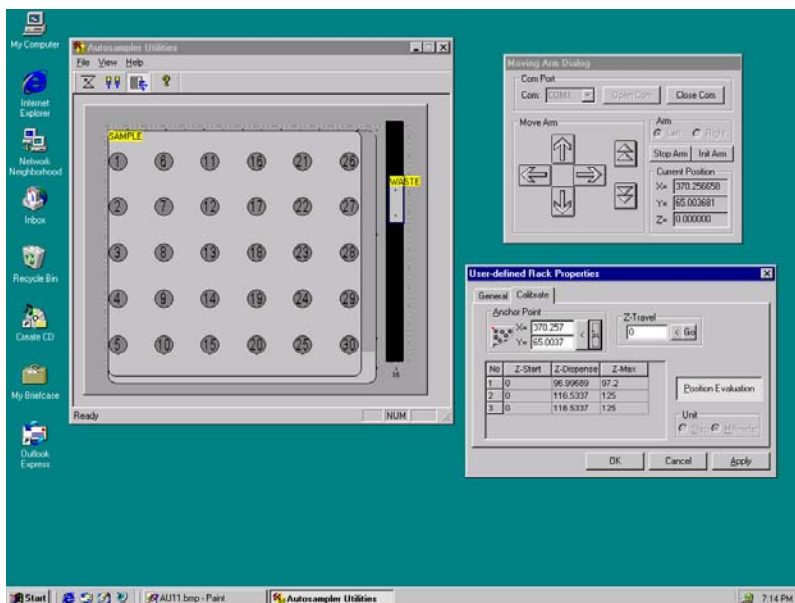 My Computer
Internet Explorer
Network Neighborhood
Inbox
Recycle Bin
Create CD
My Briefcase
Outlook Express
Autosampler Utilities
File View Help
SAMPLE
WASTE
1 6 11 16 21 26
2 7 12 17 22 27
3 8 13 18 23 28
4 9 14 19 24 29
5 10 15 20 25 30
16
Ready NUM
Moving Arm Dialog
Com Port
Com: COM1 Open Com Close Com
Move Arm
Arm
Left Right
Stop Arm Init Arm
Current Position
X= 370.256658
Y= 65.003681
Z= 0.000000
User-defined Rack Properties
General Calibrate
Anchor Point
X= 370.257
Y= 65.0037
<
Z-Travel
0 < Go
No Z-Start Z-Dispense Z-Max
1 0 96.99689 97.2
2 0 116.5337 125
3 0 116.5337 125
Position Evaluation
Unit
Step Millimeter
OK Cancel Apply
Start AU11.bmp - Paint Autosampler Utilities 7:14 PM